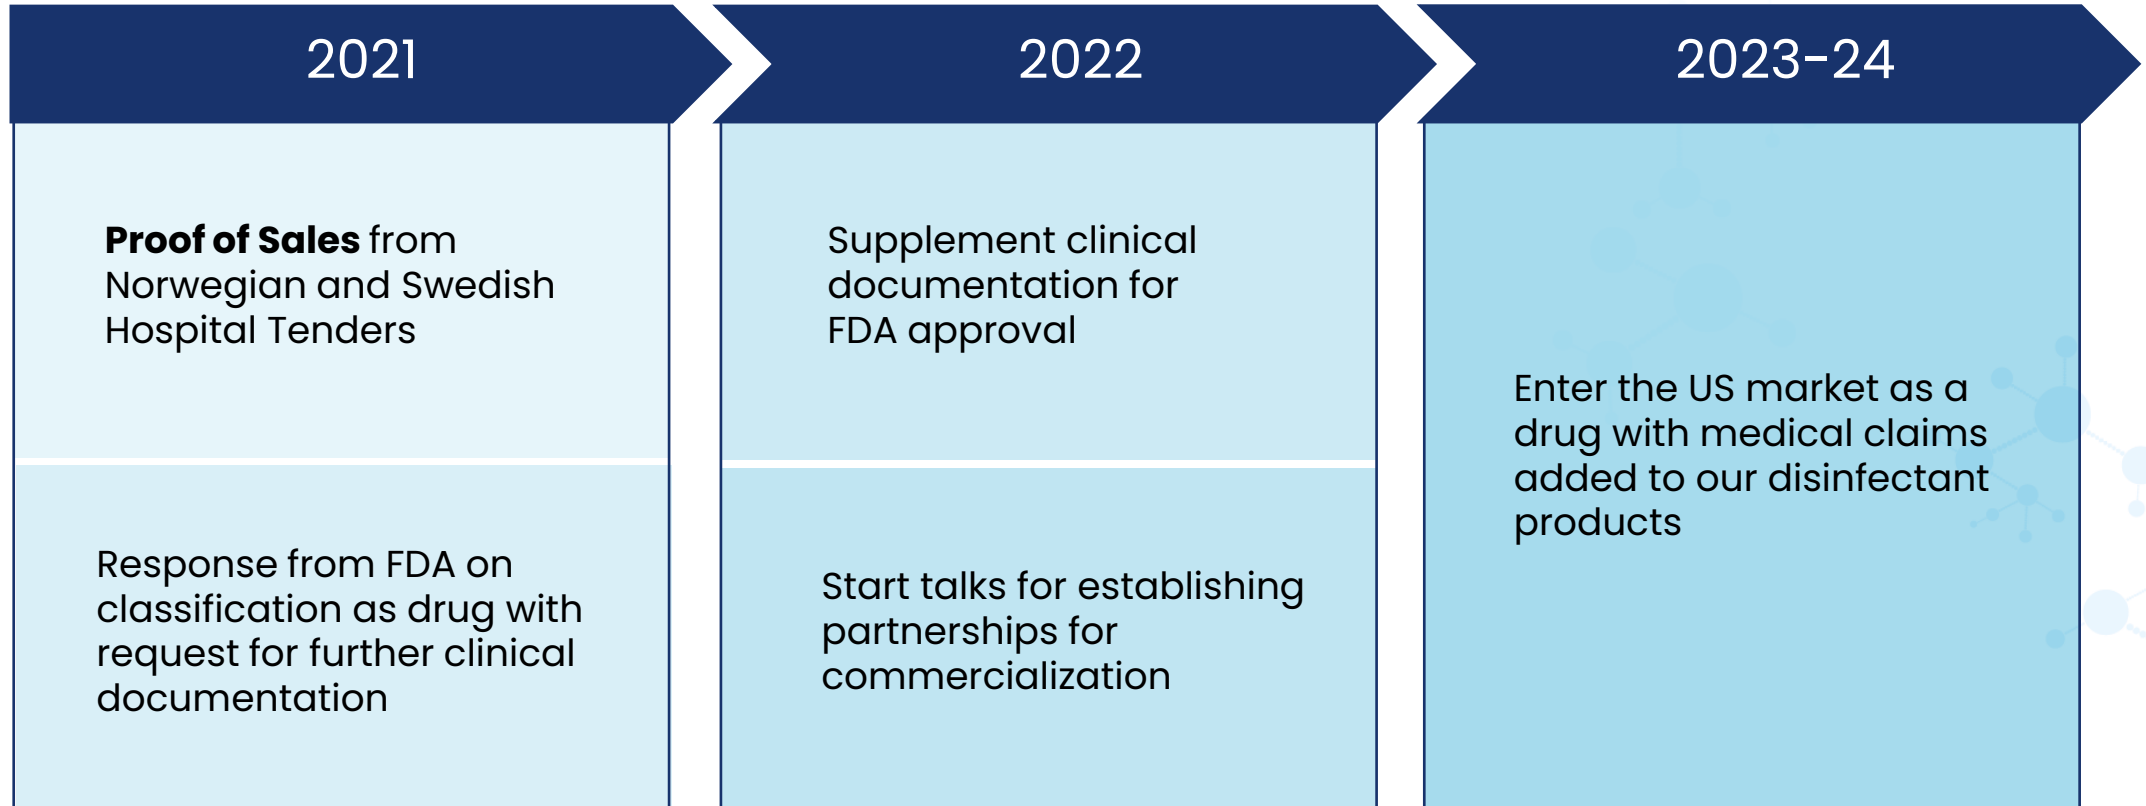 2021
Proof of Sales from
Norwegian and Swedish
Hospital Tenders
Response from FDA on
classification as drug with
request for further clinical
documentation
2022
Supplement clinical
documentation for
FDA approval
Start talks for establishing
partnerships for
commercialization
2023-24
Enter the US market as a
drug with medical claims
added to our disinfectant
products